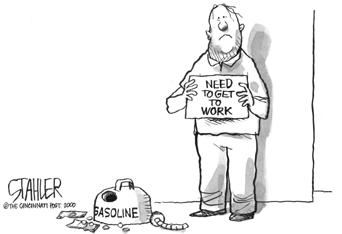 NEED
TO GET
TO
WORK
STAHLER
©THE CINCINNATI POST 2000
GASOLINE